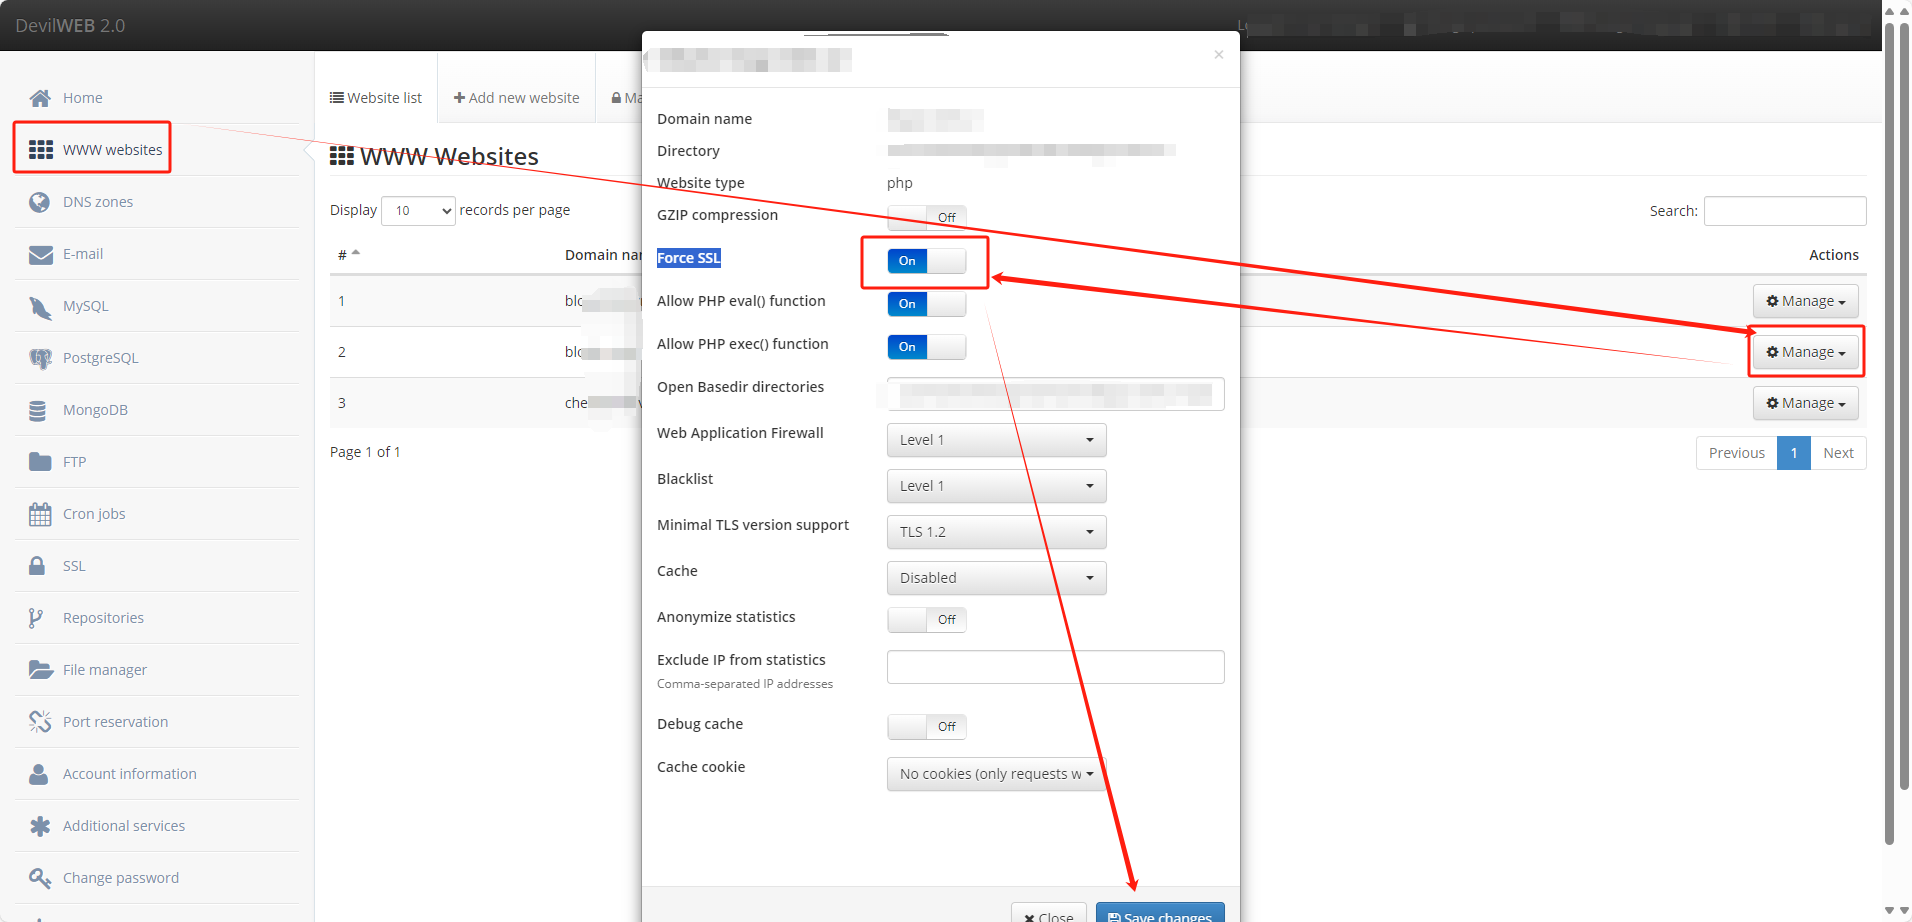 DevilWEB 2.0
Home
WWW websites
DNS zones
E-mail
MySQL
PostgreSQL
MongoDB
FTP
Cron jobs
SSL
Repositories
File manager
Port reservation
Account information
Additional services
Change password
Website list
Add new website
WWW Websites
Display 10 records per page
Search:
# Domain Actions
1 Manage
2 Manage
3 Manage
Page 1 of 1
Previous 1 Next
×
Domain name
Directory
Website type php
GZIP compression Off
Force SSL On
Allow PHP eval() function On
Allow PHP exec() function On
Open Basedir directories
Web Application Firewall Level 1
Blacklist Level 1
Minimal TLS version support TLS 1.2
Cache Disabled
Anonymize statistics Off
Exclude IP from statistics
Comma-separated IP addresses
Debug cache Off
Cache cookie No cookies (only requests w
Close Save changes